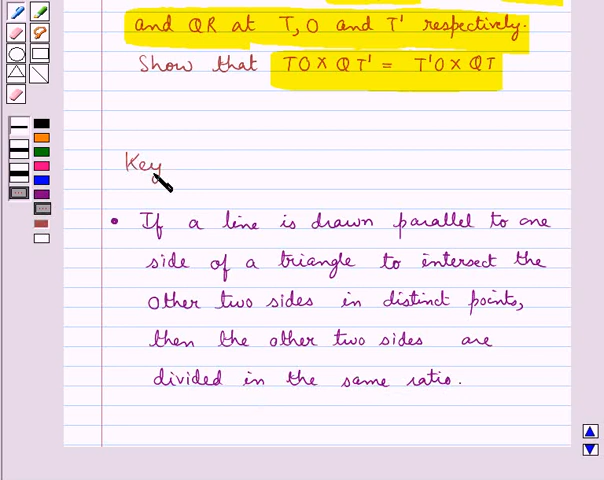 and QR at T, O and T' respectively.
Show that TO X QT' = T'O X QT
Key
• If a line is drawn parallel to one
side of a triangle to intersect the
other two sides in distinct points,
then the other two sides are
divided in the same ratio.